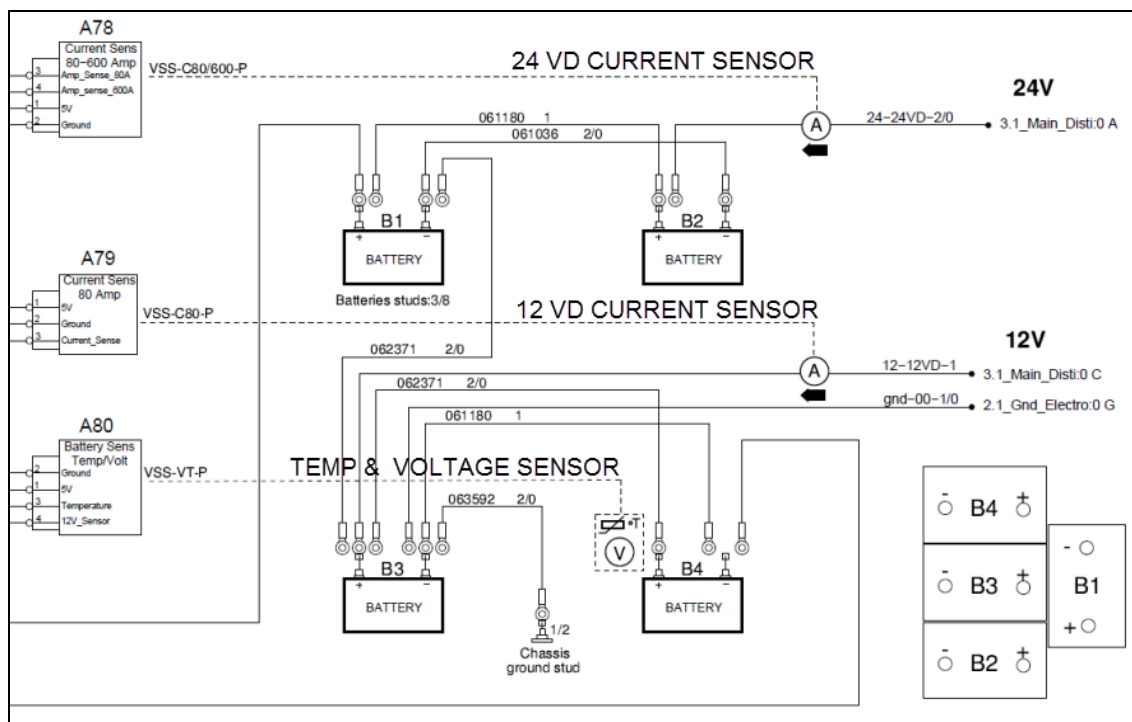 A78
Current Sens
80-600 Amp
3 Amp_Sense_80A
4 Amp_sense_600A
1 5V
2 Ground
VSS-C80/600-P
24 VD CURRENT SENSOR
24V
A
24-24VD-2/0
3.1_Main_Disti:0 A
061180 1
061036 2/0
B1
+ -
BATTERY
Batteries studs:3/8
B2
+ -
BATTERY
A79
Current Sens
80 Amp
1 5V
2 Ground
3 Current_Sense
VSS-C80-P
12 VD CURRENT SENSOR
12V
A
12-12VD-1
3.1_Main_Disti:0 C
gnd-00-1/0
2.1_Gnd_Electro:0 G
062371 2/0
062371 2/0
061180 1
A80
Battery Sens
Temp/Volt
2 Ground
1 5V
3 Temperature
4 12V_Sensor
VSS-VT-P
TEMP & VOLTAGE SENSOR
063592 2/0
°T
V
B3
+ -
BATTERY
B4
+ -
BATTERY
1/2
Chassis
ground stud
- B4 +
- B3 +
- B2 +
-
B1
+